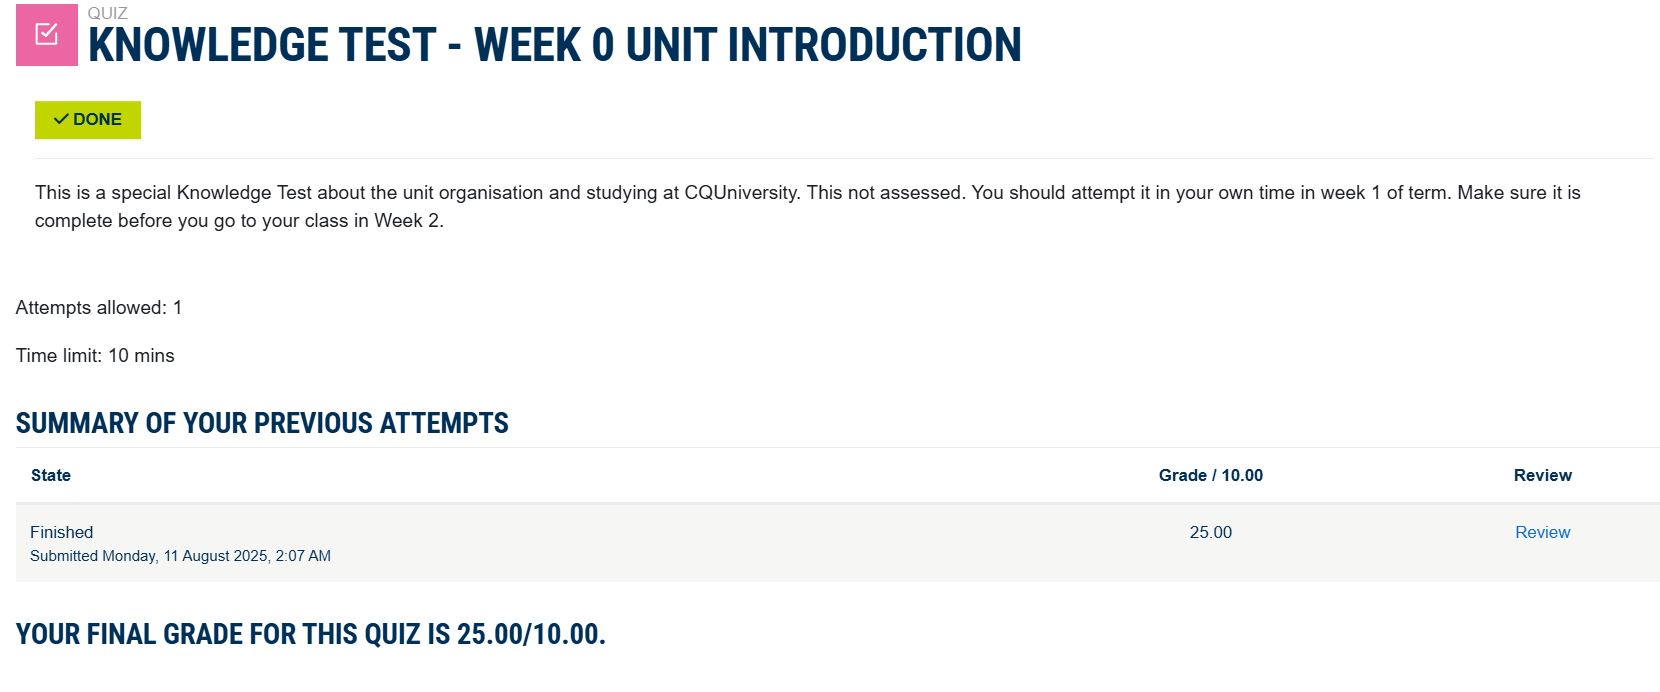 QUIZ
KNOWLEDGE TEST - WEEK 0 UNIT INTRODUCTION
DONE
This is a special Knowledge Test about the unit organisation and studying at CQUniversity. This not assessed. You should attempt it in your own time in week 1 of term. Make sure it is
complete before you go to your class in Week 2.
Attempts allowed: 1
Time limit: 10 mins
SUMMARY OF YOUR PREVIOUS ATTEMPTS
State Grade / 10.00 Review
Finished 25.00 Review
Submitted Monday, 11 August 2025, 2:07 AM
YOUR FINAL GRADE FOR THIS QUIZ IS 25.00/10.00.